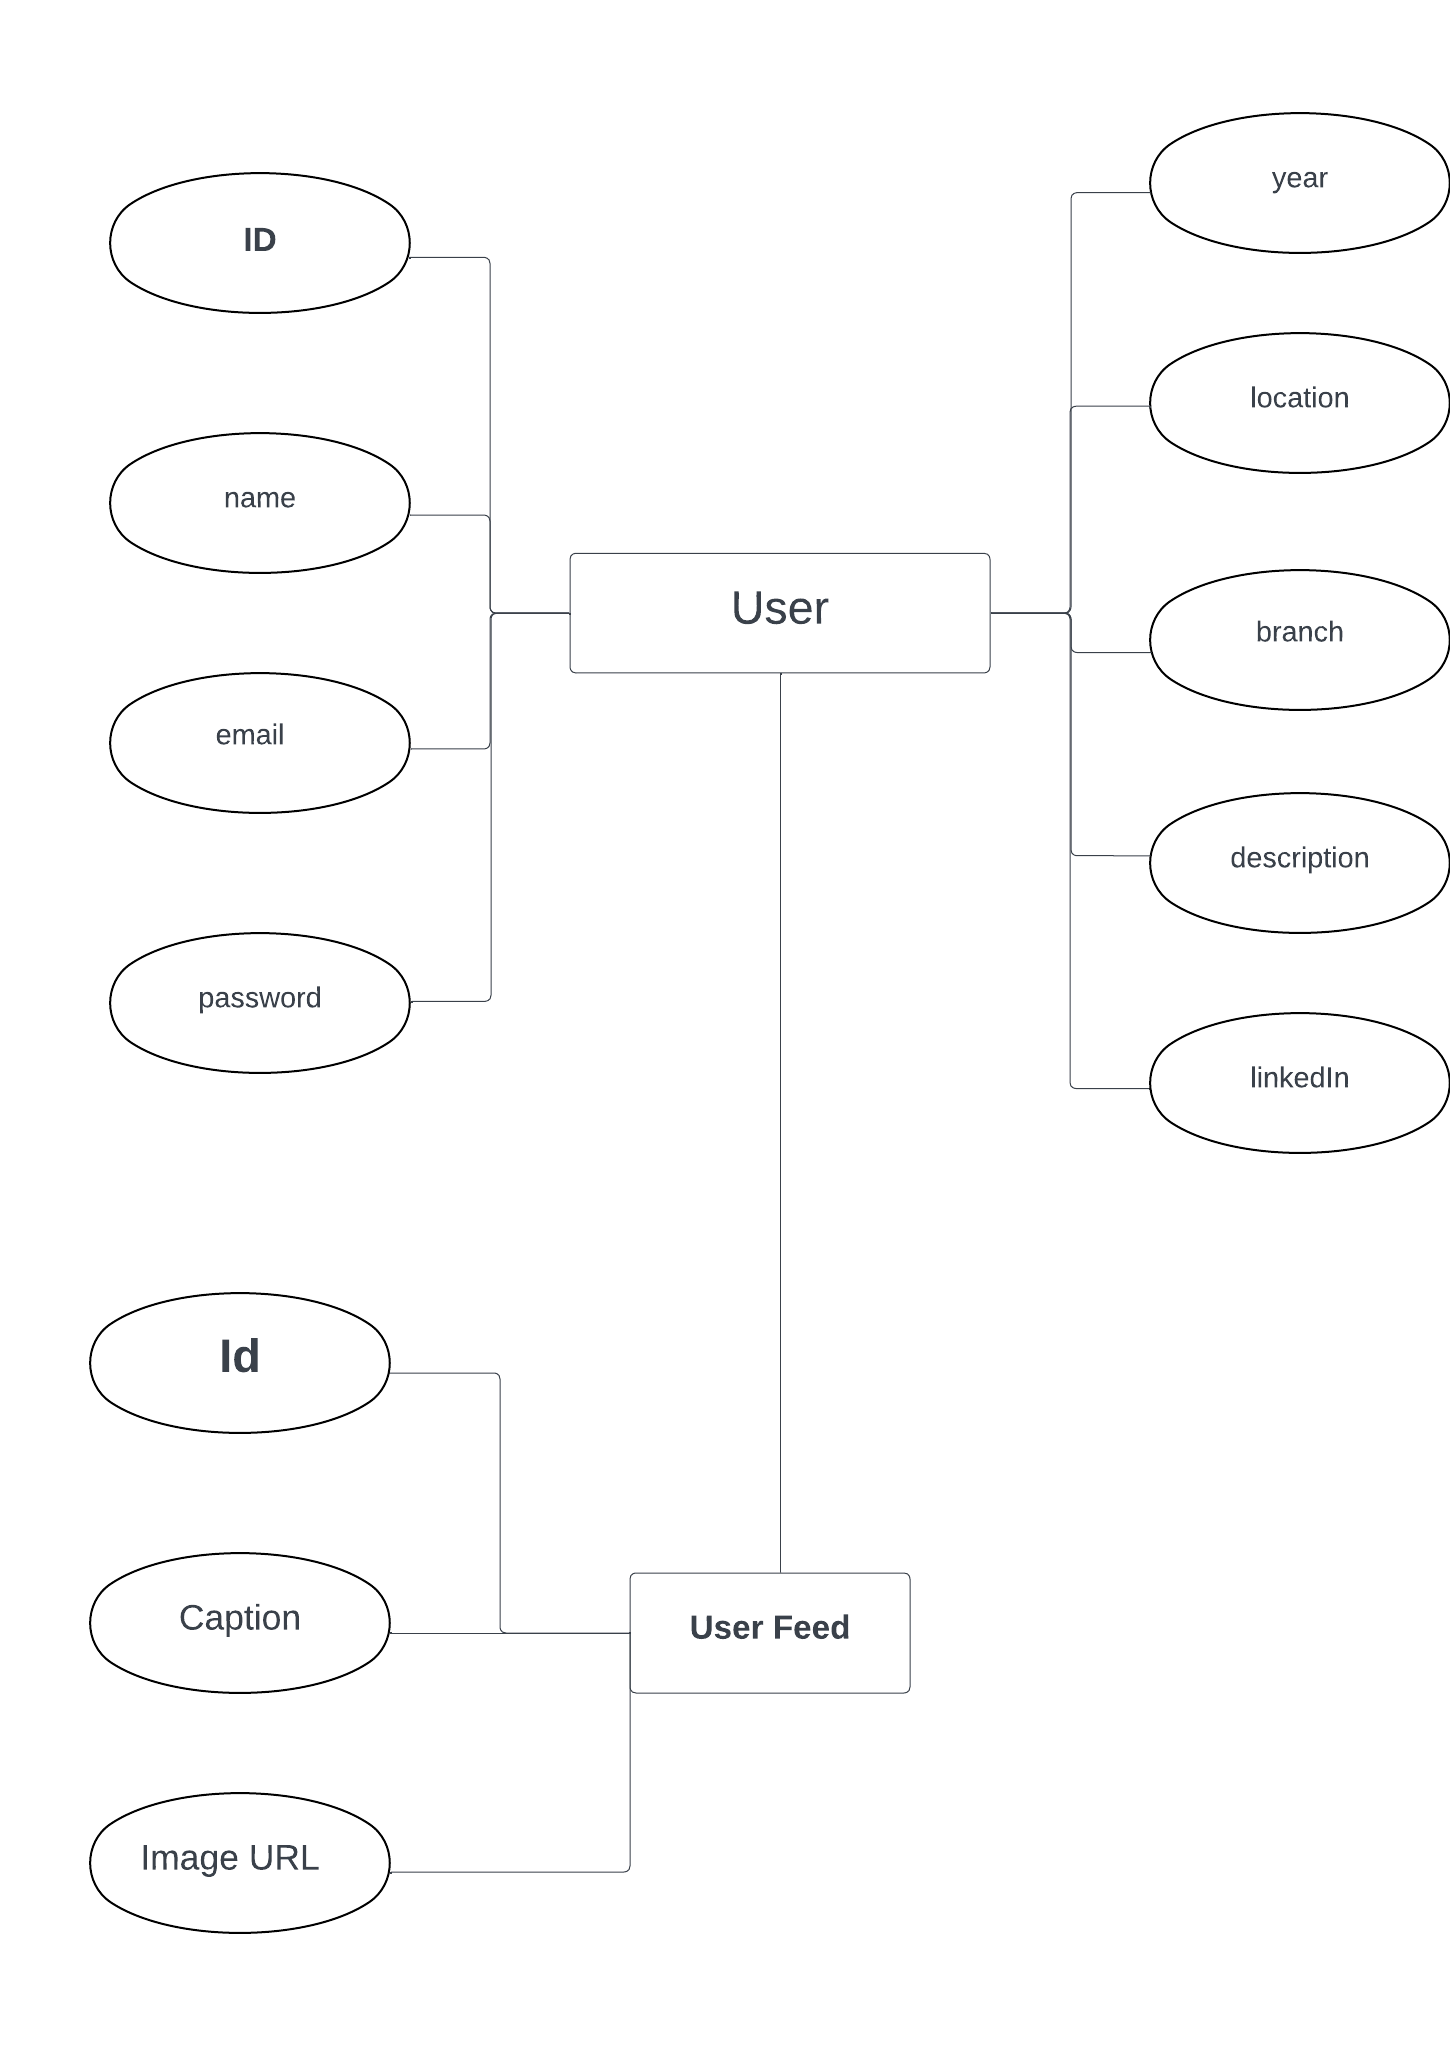 year
ID
location
name
User
branch
email
description
password
linkedIn
Id
Caption
User Feed
Image URL